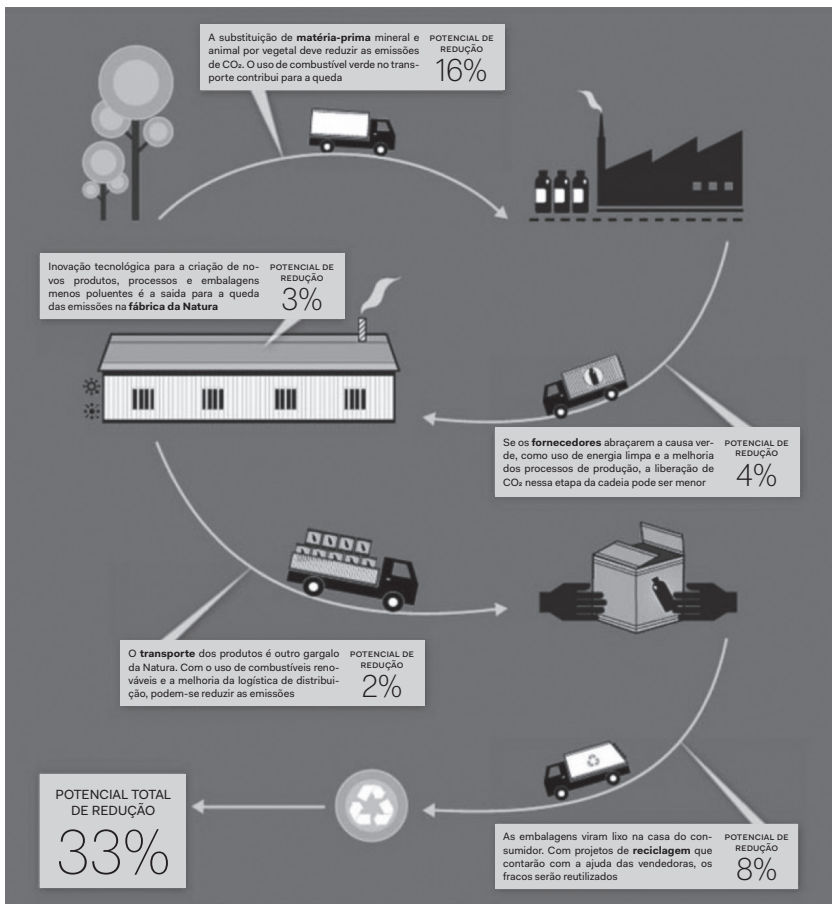 A substituição de matéria-prima mineral e
animal por vegetal deve reduzir as emissões
de CO₂. O uso de combustível verde no trans-
porte contribui para a queda
POTENCIAL DE
REDUÇÃO
16%
Inovação tecnológica para a criação de no-
vos produtos, processos e embalagens
menos poluentes é a saida para a queda
das emissões na fábrica da Natura
POTENCIAL DE
REDUÇÃO
3%
Se os fornecedores abraçarem a causa ver-
de, como uso de energia limpa e a melhoria
dos processos de produção, a liberação de
CO₂ nessa etapa da cadeia pode ser menor
POTENCIAL DE
REDUÇÃO
4%
O transporte dos produtos é outro gargalo
da Natura. Com o uso de combustíveis reno-
váveis e a melhoria da logística de distribui-
ção, podem-se reduzir as emissões
POTENCIAL DE
REDUÇÃO
2%
As embalagens viram lixo na casa do con-
sumidor. Com projetos de reciclagem que
contarão com a ajuda das vendedoras, os
fracos serão reutilizados
POTENCIAL DE
REDUÇÃO
8%
POTENCIAL TOTAL
DE REDUÇÃO
33%